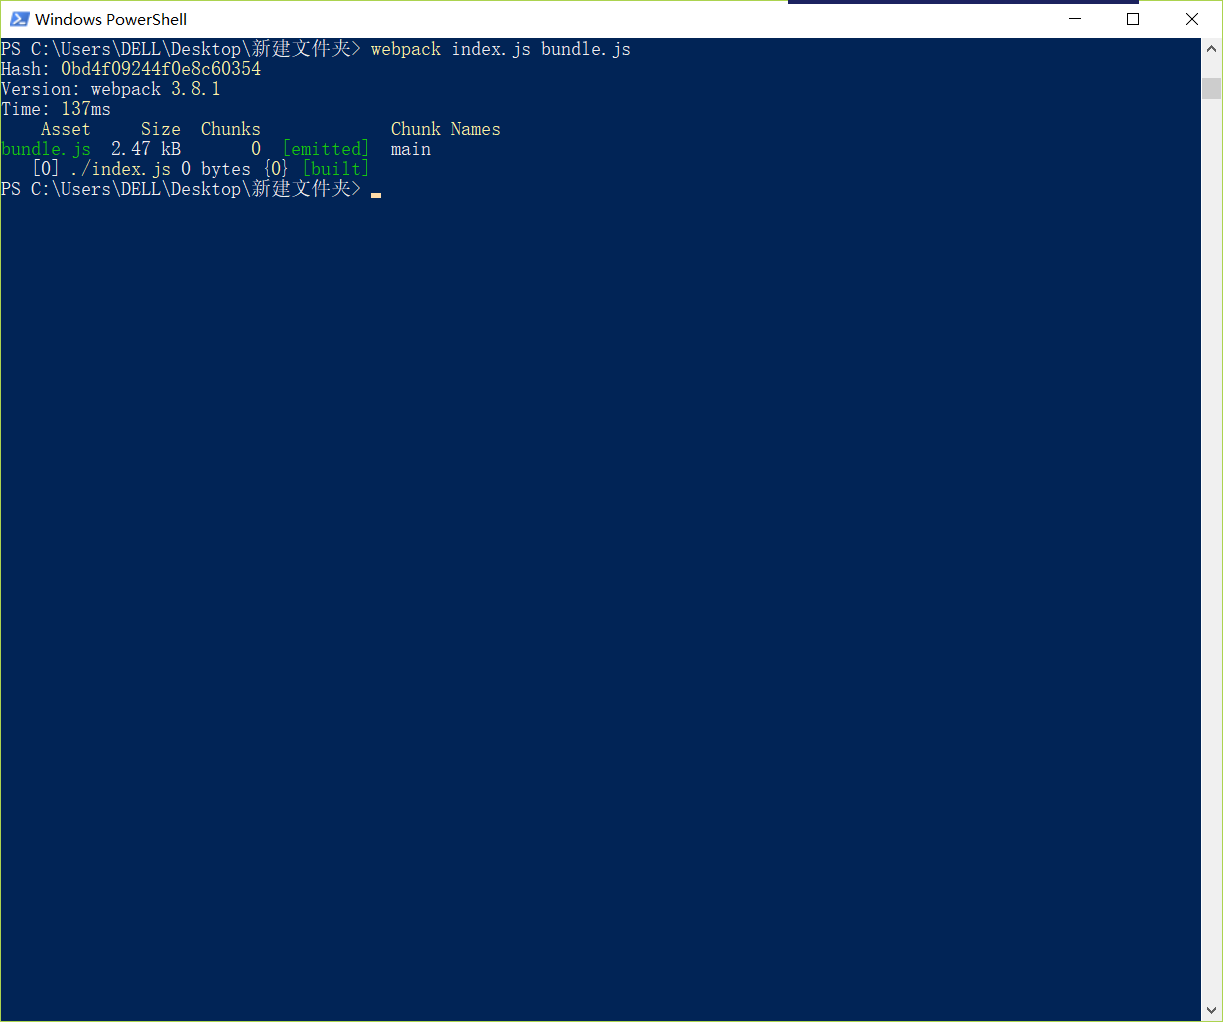 Windows PowerShell
PS C:\Users\DELL\Desktop\新建文件夹> webpack index.js bundle.js
Hash: 0bd4f09244f0e8c60354
Version: webpack 3.8.1
Time: 137ms
    Asset     Size  Chunks             Chunk Names
bundle.js  2.47 kB       0  [emitted]  main
   [0] ./index.js 0 bytes {0} [built]
PS C:\Users\DELL\Desktop\新建文件夹>